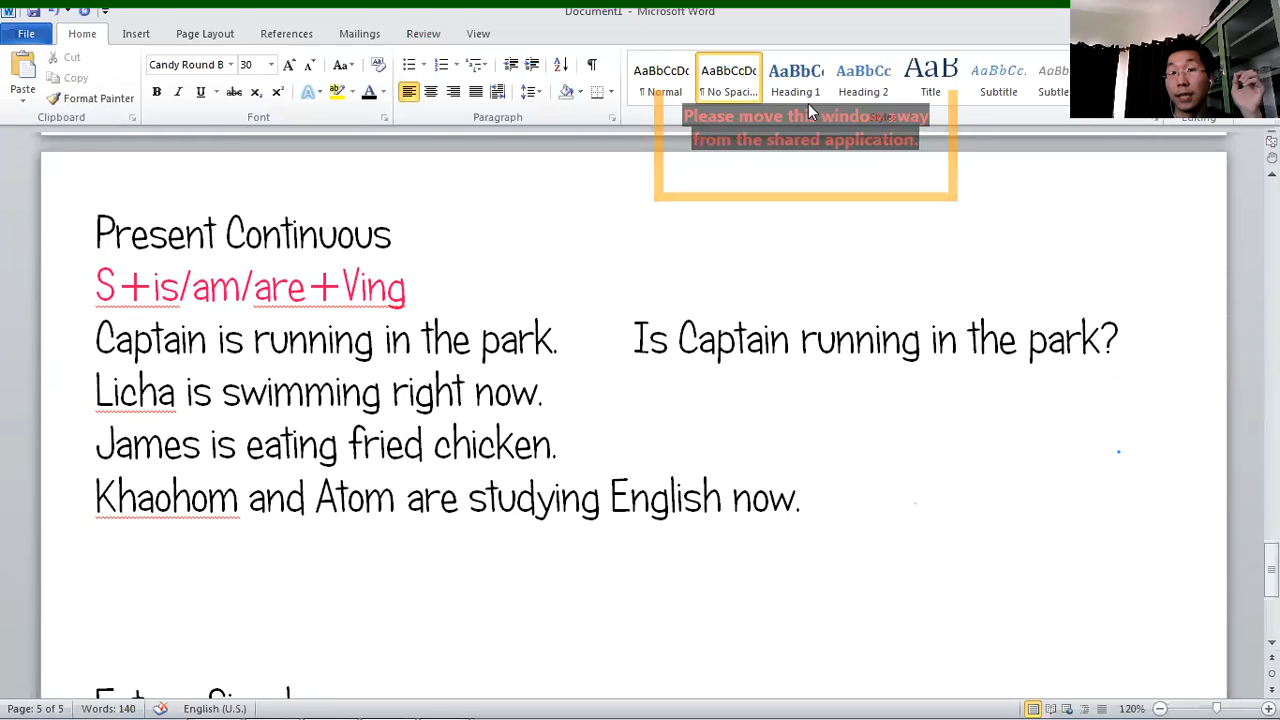 Document1 - Microsoft Word
File Home Insert Page Layout References Mailings Review View
Cut
Copy
Format Painter
Paste
Clipboard
Candy Round B 30
Font
Paragraph
AaBbCcDc AaBbCcDc AaBbC AaBbCc AaB AaBbCc.
¶ Normal ¶ No Spaci... Heading 1 Heading 2 Title Subtitle Subtle
Please move this window away
from the shared application.
Present Continuous
S+is/am/are+Ving
Captain is running in the park. Is Captain running in the park?
Licha is swimming right now.
James is eating fried chicken.
Khaohom and Atom are studying English now.
Page: 5 of 5 Words: 140 English (U.S.) 120%